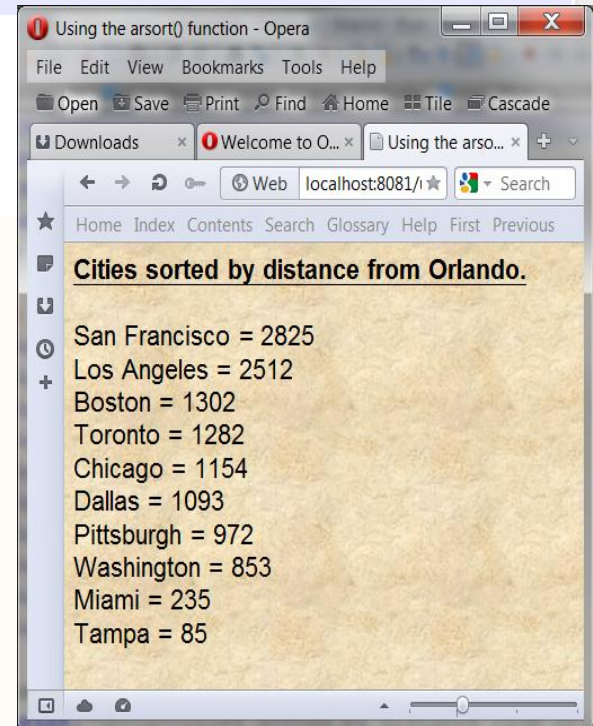 Using the arsort() function - Opera
File Edit View Bookmarks Tools Help
Open Save Print Find Home Tile Cascade
Downloads Welcome to O... Using the arso...
Web localhost:8081/ Search
Home Index Contents Search Glossary Help First Previous
Cities sorted by distance from Orlando.
San Francisco = 2825
Los Angeles = 2512
Boston = 1302
Toronto = 1282
Chicago = 1154
Dallas = 1093
Pittsburgh = 972
Washington = 853
Miami = 235
Tampa = 85